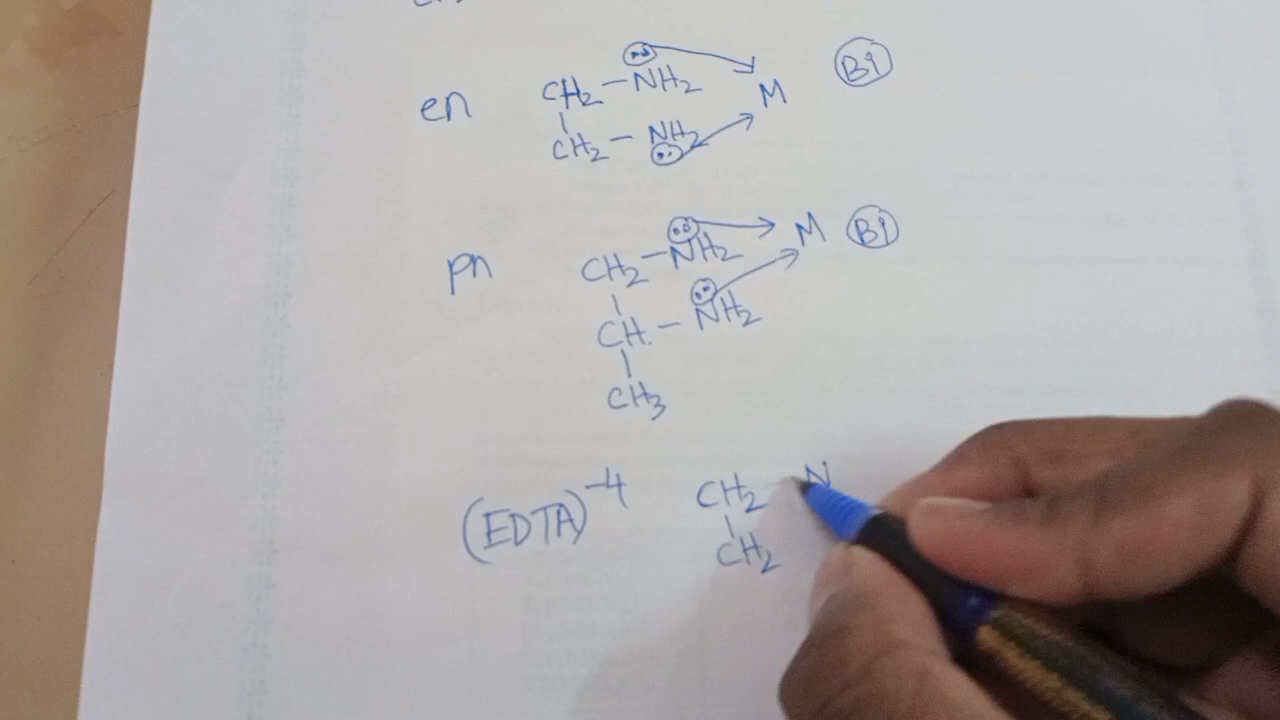 en CH2 - NH2 M Bi
CH2 - NH2
pn CH2 - NH2 M Bi
CH - NH2
CH3
(EDTA)-4 CH2 - N
CH2